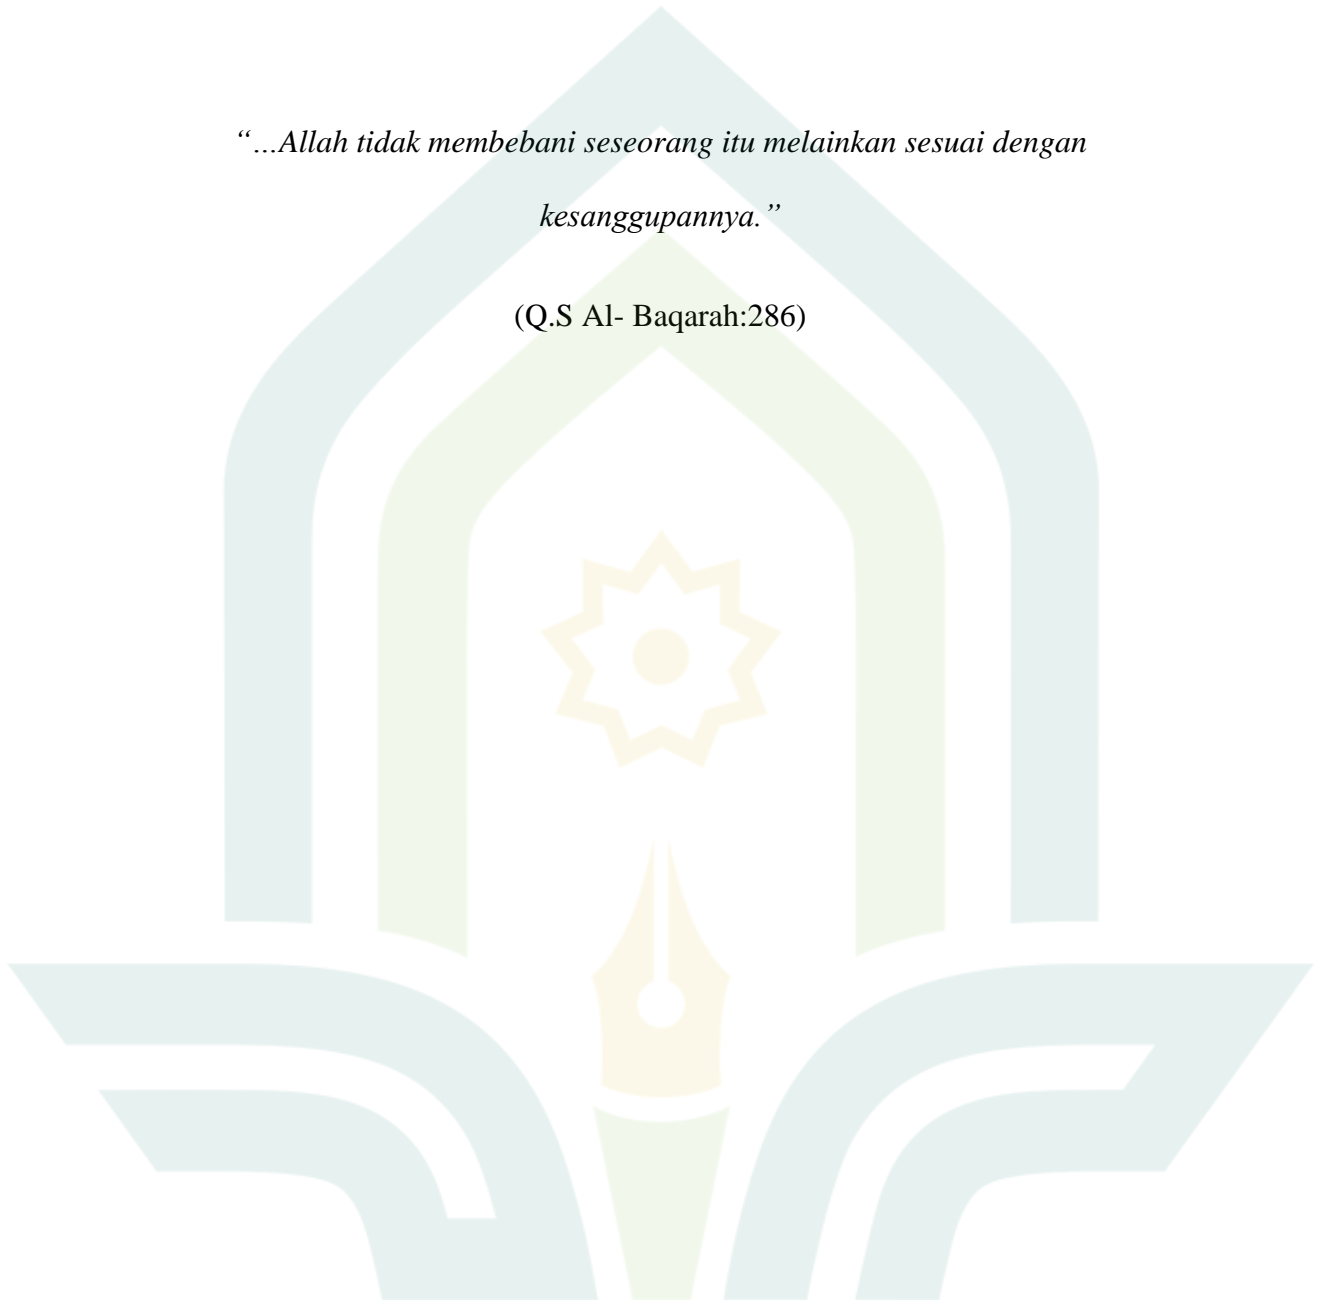 “…Allah tidak membebani seseorang itu melainkan sesuai dengan
kesanggupannya.”
(Q.S Al- Baqarah:286)